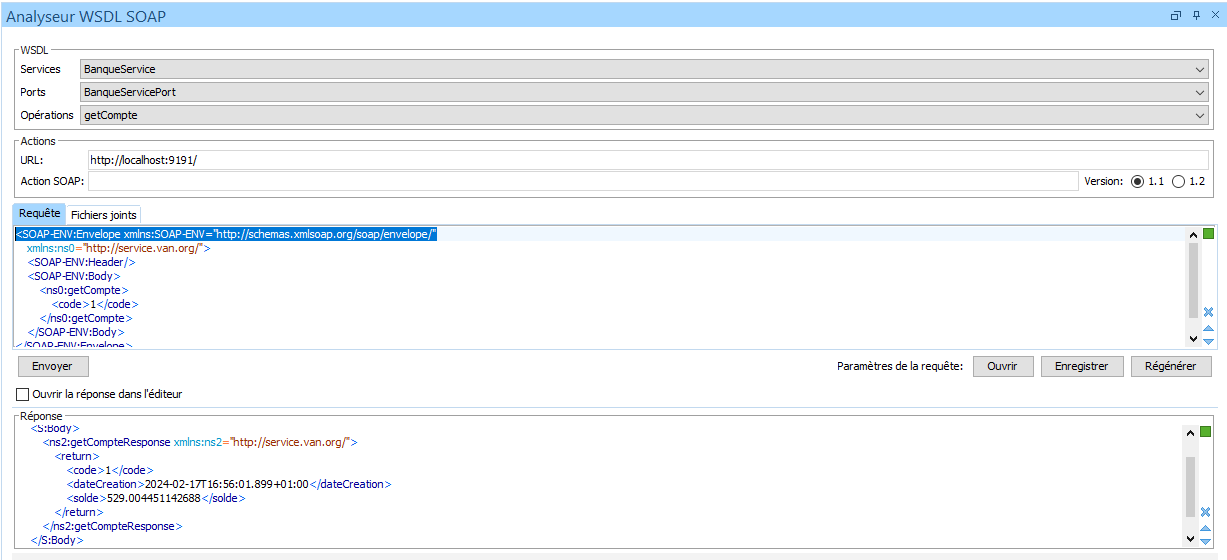 Analyseur WSDL SOAP
WSDL
Services BanqueService
Ports BanqueServicePort
Opérations getCompte
Actions
URL: http://localhost:9191/
Action SOAP: Version: 1.1 1.2
Requête Fichiers joints
<SOAP-ENV:Envelope xmlns:SOAP-ENV="http://schemas.xmlsoap.org/soap/envelope/"
xmlns:ns0="http://service.van.org/">
<SOAP-ENV:Header/>
<SOAP-ENV:Body>
<ns0:getCompte>
<code>1</code>
</ns0:getCompte>
</SOAP-ENV:Body>
</SOAP-ENV:Envelope>
Envoyer Paramètres de la requête: Ouvrir Enregistrer Régénérer
Ouvrir la réponse dans l'éditeur
Réponse
<S:Body>
<ns2:getCompteResponse xmlns:ns2="http://service.van.org/">
<return>
<code>1</code>
<dateCreation>2024-02-17T16:56:01.899+01:00</dateCreation>
<solde>529.004451142688</solde>
</return>
</ns2:getCompteResponse>
</S:Body>